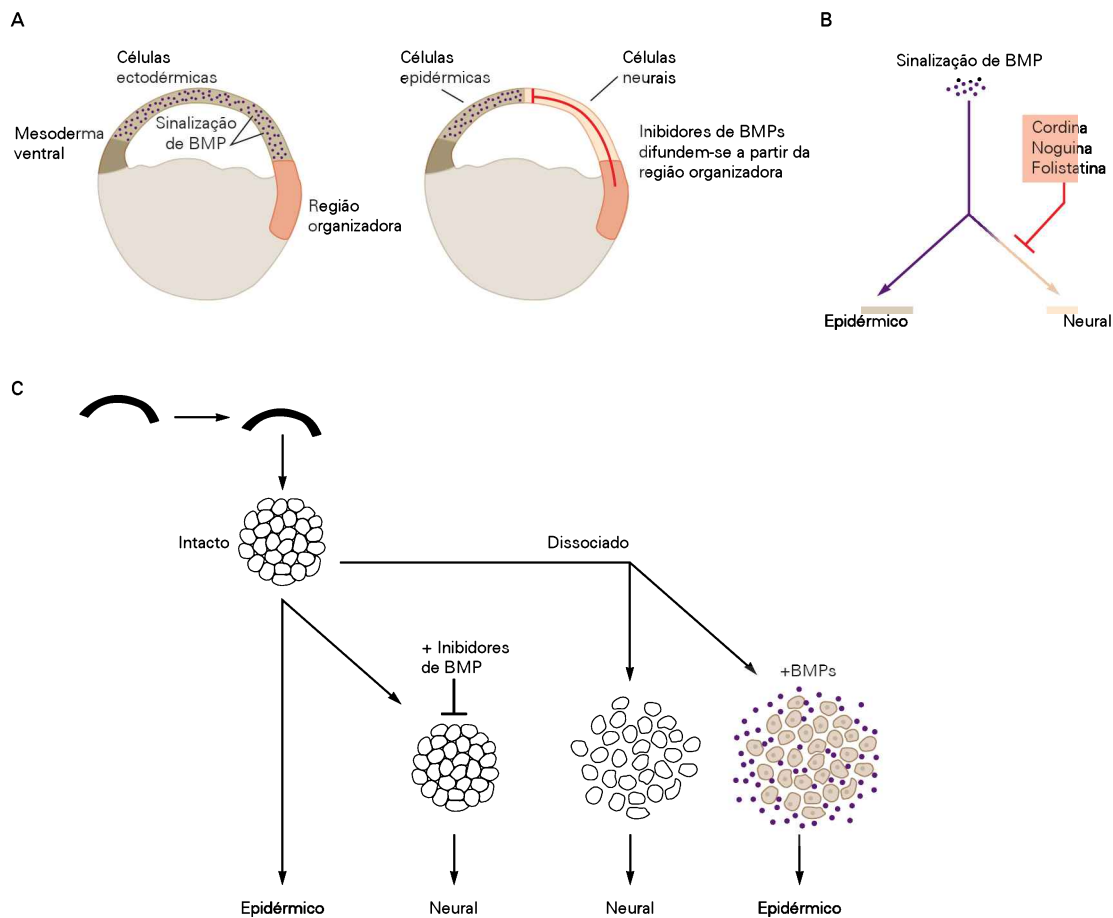 A
Células
ectodérmicas
Sinalização
de BMP
Mesoderma
ventral
Região
organizadora
Células
epidérmicas
Células
neurais
Inibidores de BMPs
difundem-se a partir da
região organizadora
B
Sinalização de BMP
Cordina
Noguina
Folistatina
Epidérmico
Neural
C
Intacto
Dissociado
+ Inibidores
de BMP
+BMPs
Epidérmico
Neural
Neural
Epidérmico